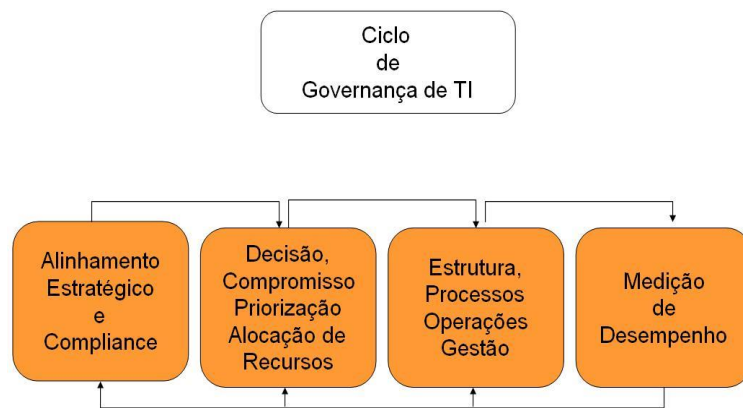 Ciclo
de
Governança de TI
Alinhamento
Estratégico
e
Compliance
Decisão,
Compromisso
Priorização
Alocação de
Recursos
Estrutura,
Processos
Operações
Gestão
Medição
de
Desempenho